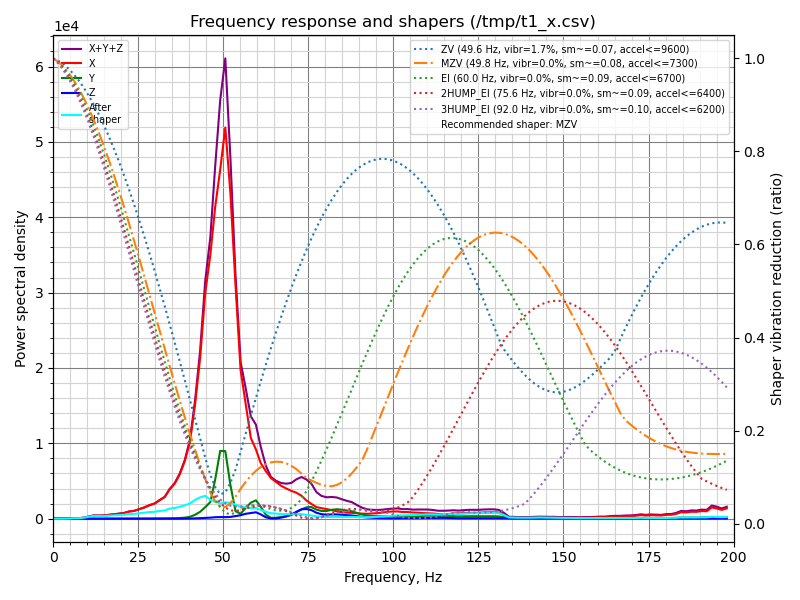 Frequency response and shapers (/tmp/t1_x.csv)
1e4
X+Y+Z
X
Y
Z
After
shaper
ZV (49.6 Hz, vibr=1.7%, sm~=0.07, accel<=9600)
MZV (49.8 Hz, vibr=0.0%, sm~=0.08, accel<=7300)
EI (60.0 Hz, vibr=0.0%, sm~=0.09, accel<=6700)
2HUMP_EI (75.6 Hz, vibr=0.0%, sm~=0.09, accel<=6400)
3HUMP_EI (92.0 Hz, vibr=0.0%, sm~=0.10, accel<=6200)
Recommended shaper: MZV
6
5
4
3
2
1
0
Power spectral density
1.0
0.8
0.6
0.4
0.2
0.0
Shaper vibration reduction (ratio)
0 25 50 75 100 125 150 175 200
Frequency, Hz